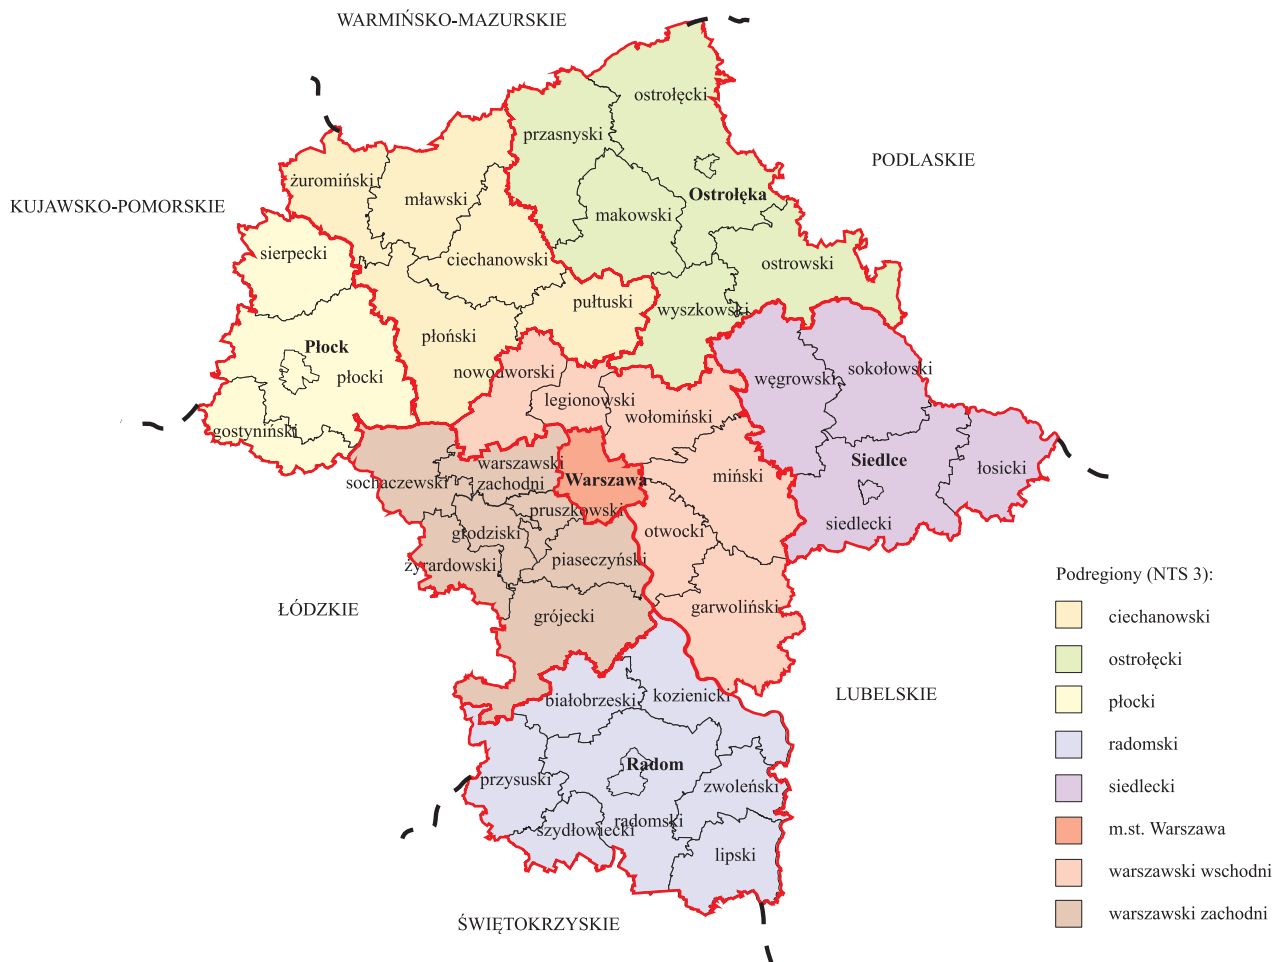 WARMIŃSKO-MAZURSKIE
ostrołęcki
przasnyski
PODLASKIE
żuromiński
mławski
Ostrołęka
KUJAWSKO-POMORSKIE
makowski
sierpecki
ciechanowski
ostrowski
pułtuski
wyszkowski
płoński
Płock
płocki
nowodworski
sokołowski
węgrowski
legionowski
wołomiński
gostyniński
warszawski
zachodni
Siedlce
łosicki
sochaczewski
Warszawa
miński
pruszkowski
siedlecki
grodziski
otwocki
żyrardowski
piaseczyński
Podregiony (NTS 3):
ŁÓDZKIE
garwoliński
grójecki
ciechanowski
ostrołęcki
LUBELSKIE
kozienicki
białobrzeski
płocki
radomski
Radom
przysuski
zwoleński
siedlecki
radomski
szydłowiecki
m.st. Warszawa
lipski
warszawski wschodni
ŚWIĘTOKRZYSKIE
warszawski zachodni